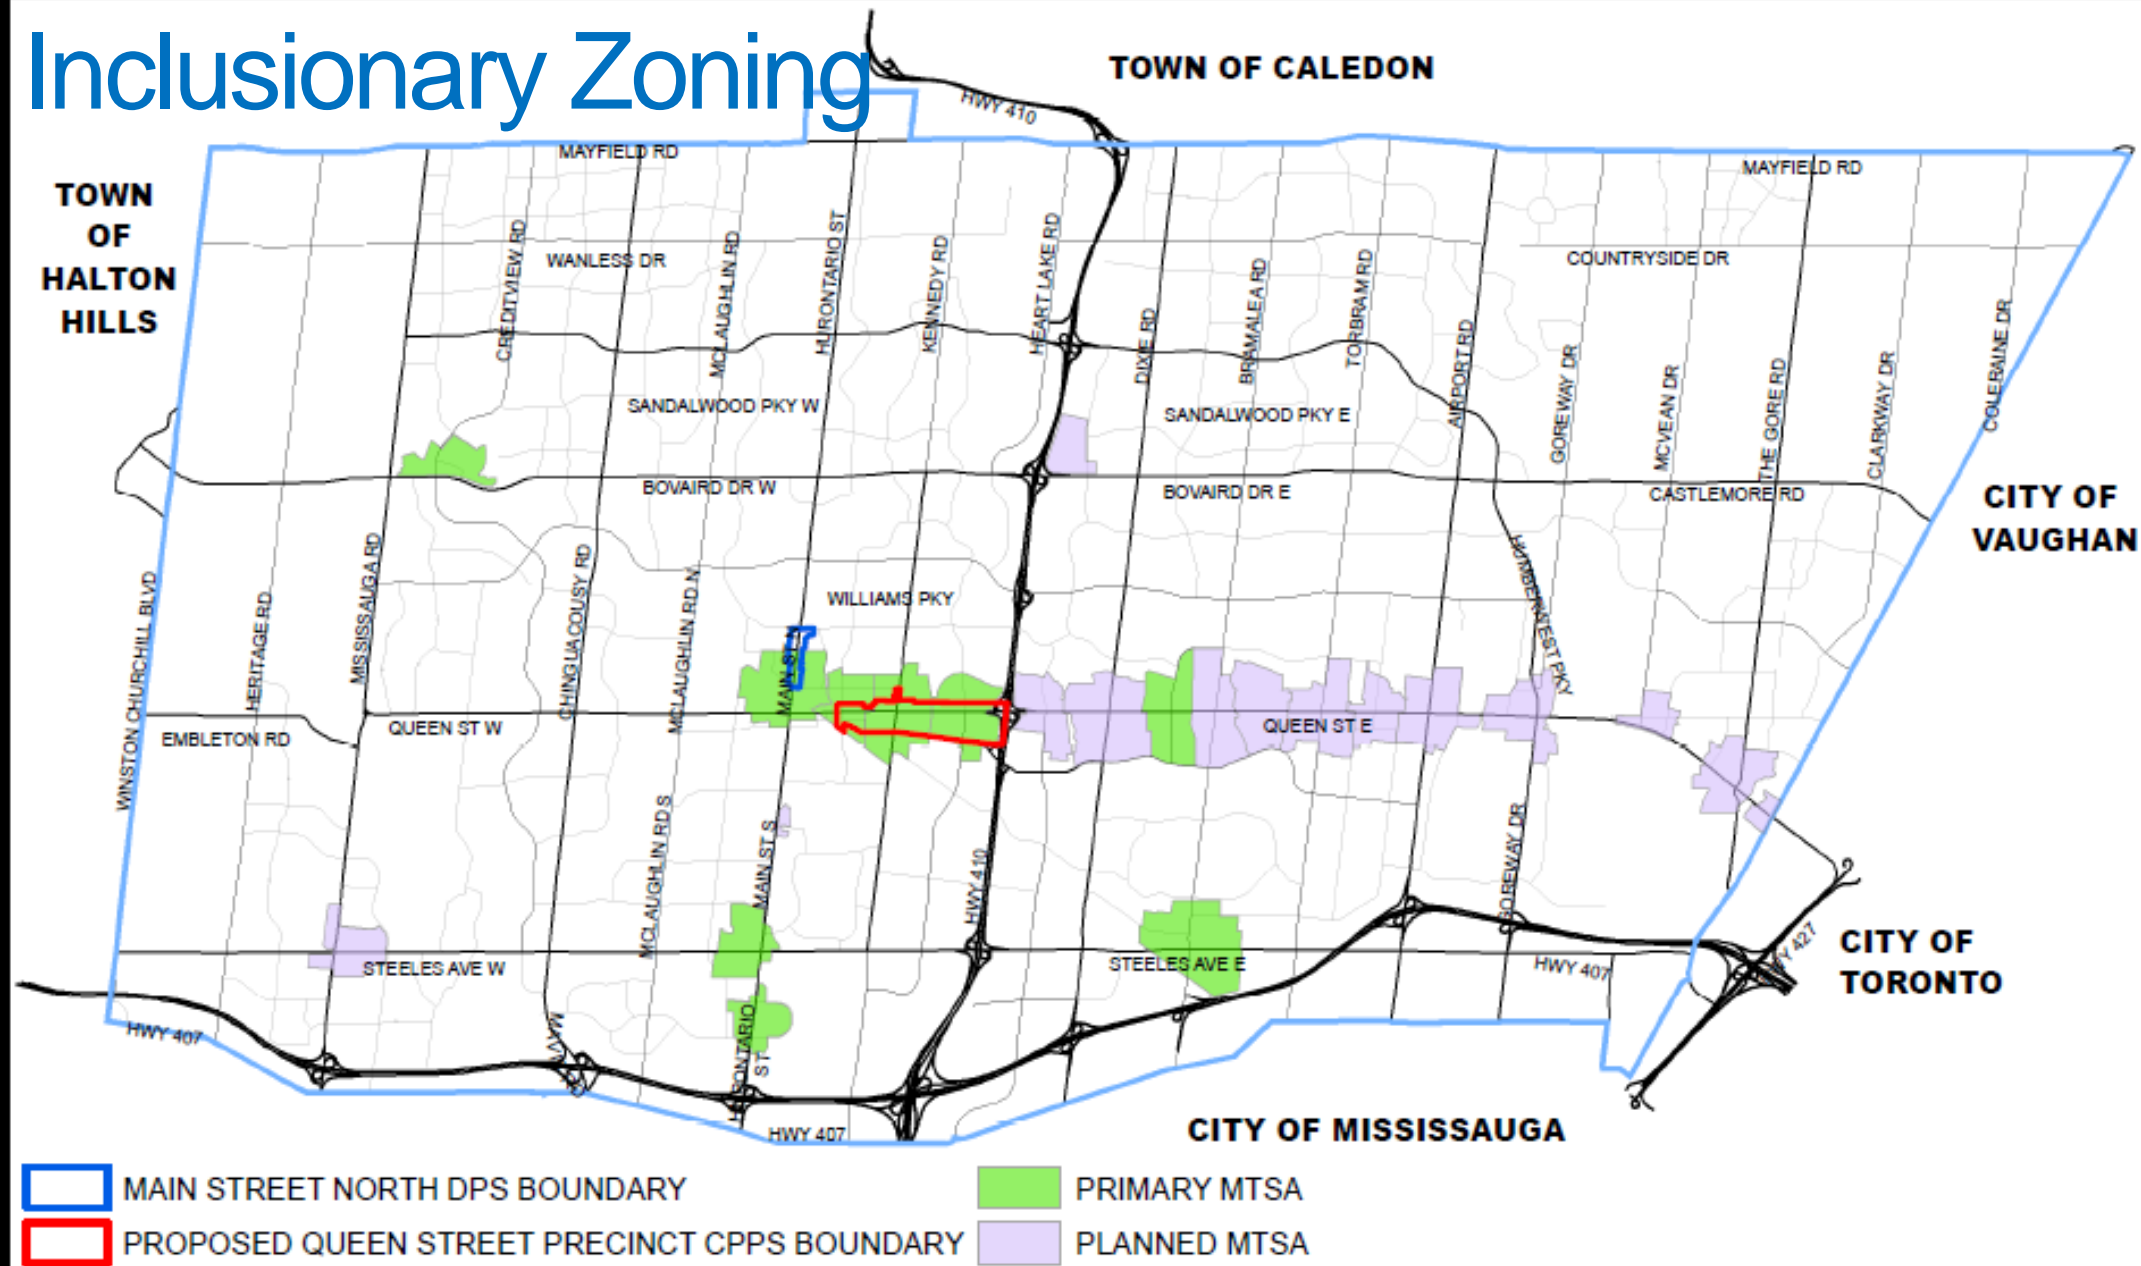 Inclusionary Zoning
TOWN OF CALEDON
HWY 410
MAYFIELD RD
MAYFIELD RD
TOWN
OF
HALTON
HILLS
CREDITVIEW RD
WANLESS DR
MCLAUGHLIN RD
HURONTARIO ST
KENNEDY RD
HEART LAKE RD
DIXIE RD
BRAMALEA RD
TORBRAM RD
AIRPORT RD
COUNTRYSIDE DR
GOREWAY DR
MCVEAN DR
THE GORE RD
CLARKWAY DR
COLERAINE DR
SANDALWOOD PKY W
SANDALWOOD PKY E
BOVAIRD DR W
BOVAIRD DR E
CASTLEMORE RD
CITY OF
VAUGHAN
WINSTON CHURCHILL BLVD
HERITAGE RD
MISSISSAUGA RD
CHINGUACOUSY RD
MCLAUGHLIN RD N
WILLIAMS PKY
MAIN ST N
HUMBERWEST PKY
EMBLETON RD
QUEEN ST W
QUEEN ST E
MCLAUGHLIN RD S
MAIN ST S
HWY 410
GOREWAY DR
STEELES AVE W
STEELES AVE E
HWY 407
HWY 427
CITY OF
TORONTO
HWY 407
HURONTARIO
ST
HWY 407
CITY OF MISSISSAUGA
MAIN STREET NORTH DPS BOUNDARY
PRIMARY MTSA
PROPOSED QUEEN STREET PRECINCT CPPS BOUNDARY
PLANNED MTSA